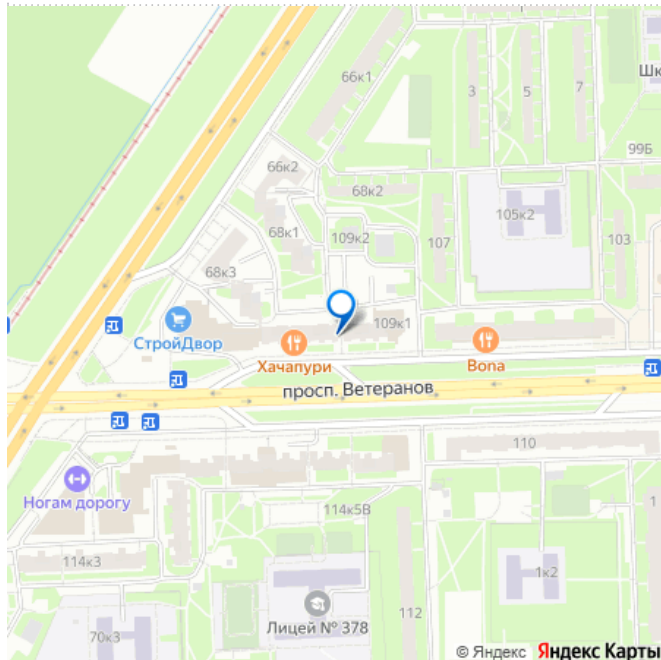 Шк
66к1
3
5
7
99Б
66к2
68к2
105к2
68к1
109к2
107
103
68к3
109к1
СтройДвор
Хачапури
Bona
просп. Ветеранов
110
Ногам дорогу
114к5В
1
114к3
1к2
112
Лицей № 378
70к3
© Яндекс Яндекс Карты